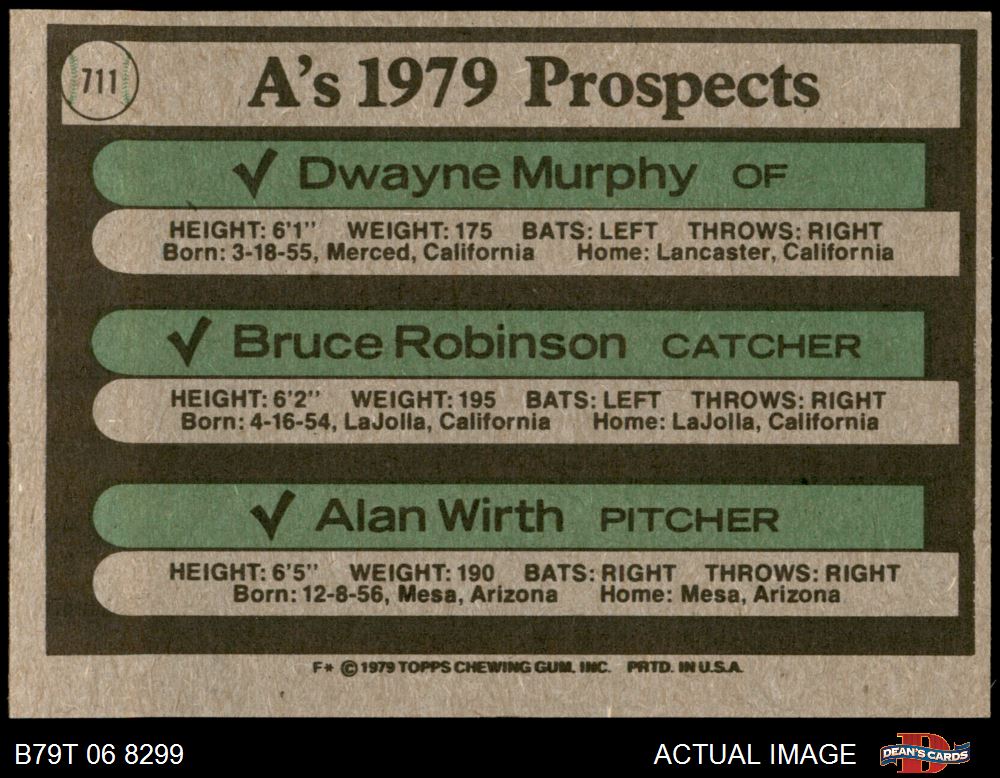 711
A's 1979 Prospects
✓ Dwayne Murphy OF
HEIGHT: 6'1" WEIGHT: 175 BATS: LEFT THROWS: RIGHT
Born: 3-18-55, Merced, California Home: Lancaster, California
✓ Bruce Robinson CATCHER
HEIGHT: 6'2" WEIGHT: 195 BATS: LEFT THROWS: RIGHT
Born: 4-16-54, LaJolla, California Home: LaJolla, California
✓ Alan Wirth PITCHER
HEIGHT: 6'5" WEIGHT: 190 BATS: RIGHT THROWS: RIGHT
Born: 12-8-56, Mesa, Arizona Home: Mesa, Arizona
F* © 1979 TOPPS CHEWING GUM, INC. PRTD. IN U.S.A.
B79T 06 8299 ACTUAL IMAGE D DEAN'S CARDS